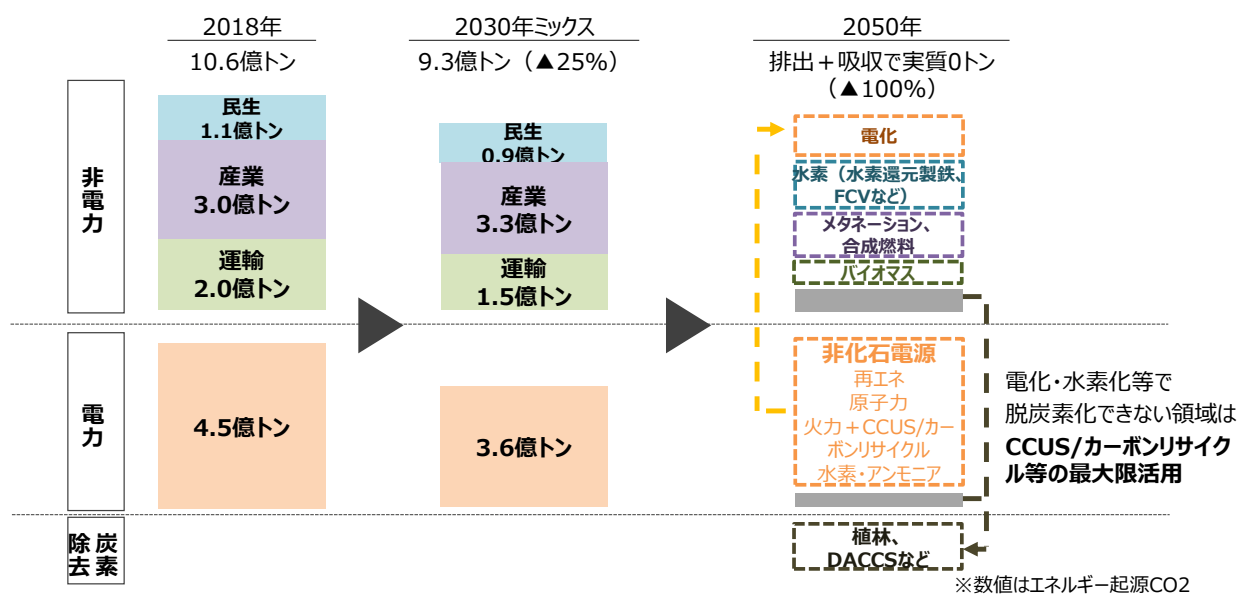 2018年
10.6億トン
2030年ミックス
9.3億トン（▲25%）
2050年
排出＋吸収で実質0トン
（▲100%）
非電力
民生
1.1億トン
産業
3.0億トン
運輸
2.0億トン
民生
0.9億トン
産業
3.3億トン
運輸
1.5億トン
電化
水素（水素還元製鉄、
FCVなど）
メタネーション、
合成燃料
バイオマス
電力
4.5億トン
3.6億トン
非化石電源
再エネ
原子力
火力＋CCUS/カー
ボンリサイクル
水素・アンモニア
電化・水素化等で
脱炭素化できない領域は
CCUS/カーボンリサイク
ル等の最大限活用
炭素
除去
植林、
DACCSなど
※数値はエネルギー起源CO2